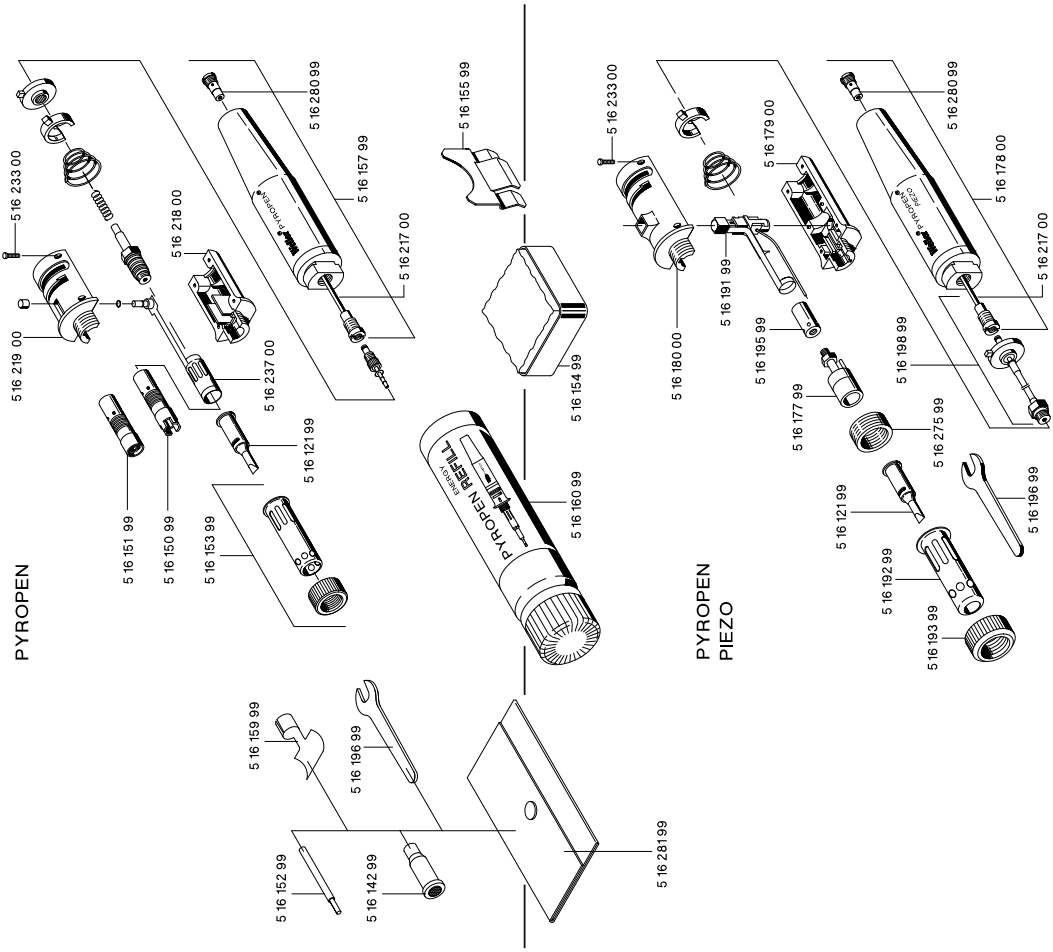 PYROPEN
5 16 233 00
5 16 219 00
5 16 218 00
5 16 237 00
5 16 121 99
5 16 151 99
5 16 150 99
5 16 153 99
5 16 280 99
5 16 157 99
5 16 217 00
Weller PYROPEN®
5 16 155 99
5 16 154 99
5 16 160 99
ENERGY
PYROPEN REFILL
5 16 159 99
5 16 196 99
5 16 152 99
5 16 142 99
5 16 281 99
PYROPEN
PIEZO
5 16 233 00
5 16 180 00
5 16 179 00
5 16 191 99
5 16 195 99
5 16 177 99
5 16 275 99
5 16 121 99
5 16 192 99
5 16 193 99
5 16 196 99
5 16 280 99
5 16 178 00
5 16 217 00
5 16 198 99
Weller PYROPEN®
PIEZO